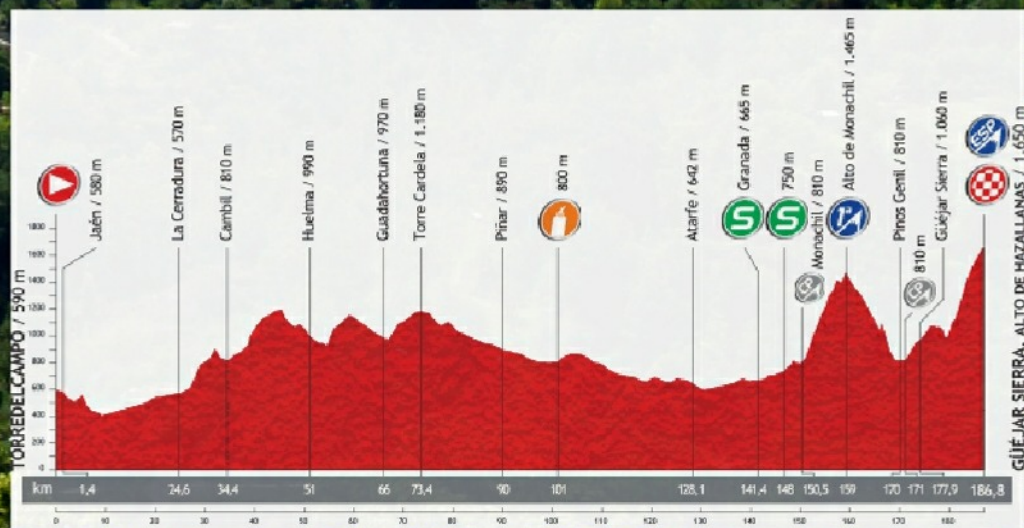 TORREDELCAMPO / 590 m
Jaén / 580 m
La Cerradura / 570 m
Cambil / 810 m
Huelma / 990 m
Guadahortuna / 970 m
Torre Cardela / 1.180 m
Piñar / 890 m
800 m
Atarfe / 642 m
Granada / 665 m
750 m
Monachil / 810 m
Alto de Monachil / 1.465 m
Pinos Genil / 810 m
810 m
Güéjar Sierra / 1.060 m
GÜÉJAR SIERRA. ALTO DE HAZALLANAS / 1.650 m
S
S
1ª
ESP
1800
1600
1400
1200
1000
800
600
400
200
0
km 1,4 24,6 34,4 51 66 73,4 90 101 128,1 141,4 148 150,5 159 170 171 177,9 186,8
0 10 20 30 40 50 60 70 80 90 100 110 120 130 140 150 160 170 180